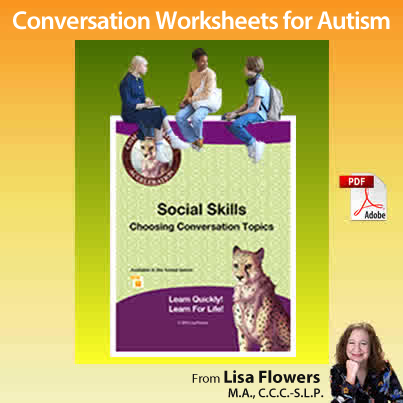 Conversation Worksheets for Autism
ACCELERATION
Social Skills
Choosing Conversation Topics
PDF
Adobe
Learn Quickly!
Learn For Life!
From Lisa Flowers
M.A., C.C.C.-S.L.P.